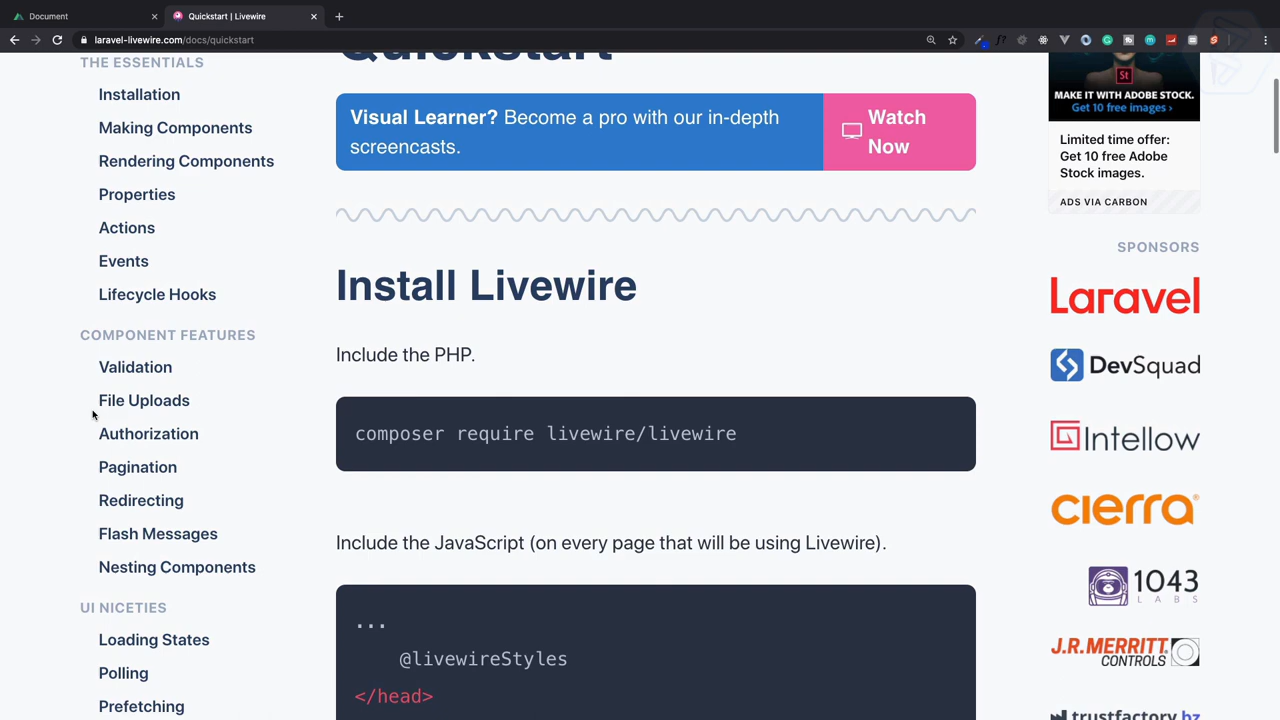 Document
Quickstart | Livewire
laravel-livewire.com/docs/quickstart
THE ESSENTIALS
Installation
Making Components
Rendering Components
Properties
Actions
Events
Lifecycle Hooks
COMPONENT FEATURES
Validation
File Uploads
Authorization
Pagination
Redirecting
Flash Messages
Nesting Components
UI NICETIES
Loading States
Polling
Prefetching
Quickstart
Visual Learner? Become a pro with our in-depth
screencasts.
Watch
Now
Install Livewire
Include the PHP.
composer require livewire/livewire
Include the JavaScript (on every page that will be using Livewire).
...
@livewireStyles
</head>
St
MAKE IT WITH ADOBE STOCK.
Get 10 free images ›
Limited time offer:
Get 10 free Adobe
Stock images.
ADS VIA CARBON
SPONSORS
Laravel
DevSquad
Intellow
cierra
1043
LABS
J.R.MERRITT
CONTROLS
trustfactory.bz